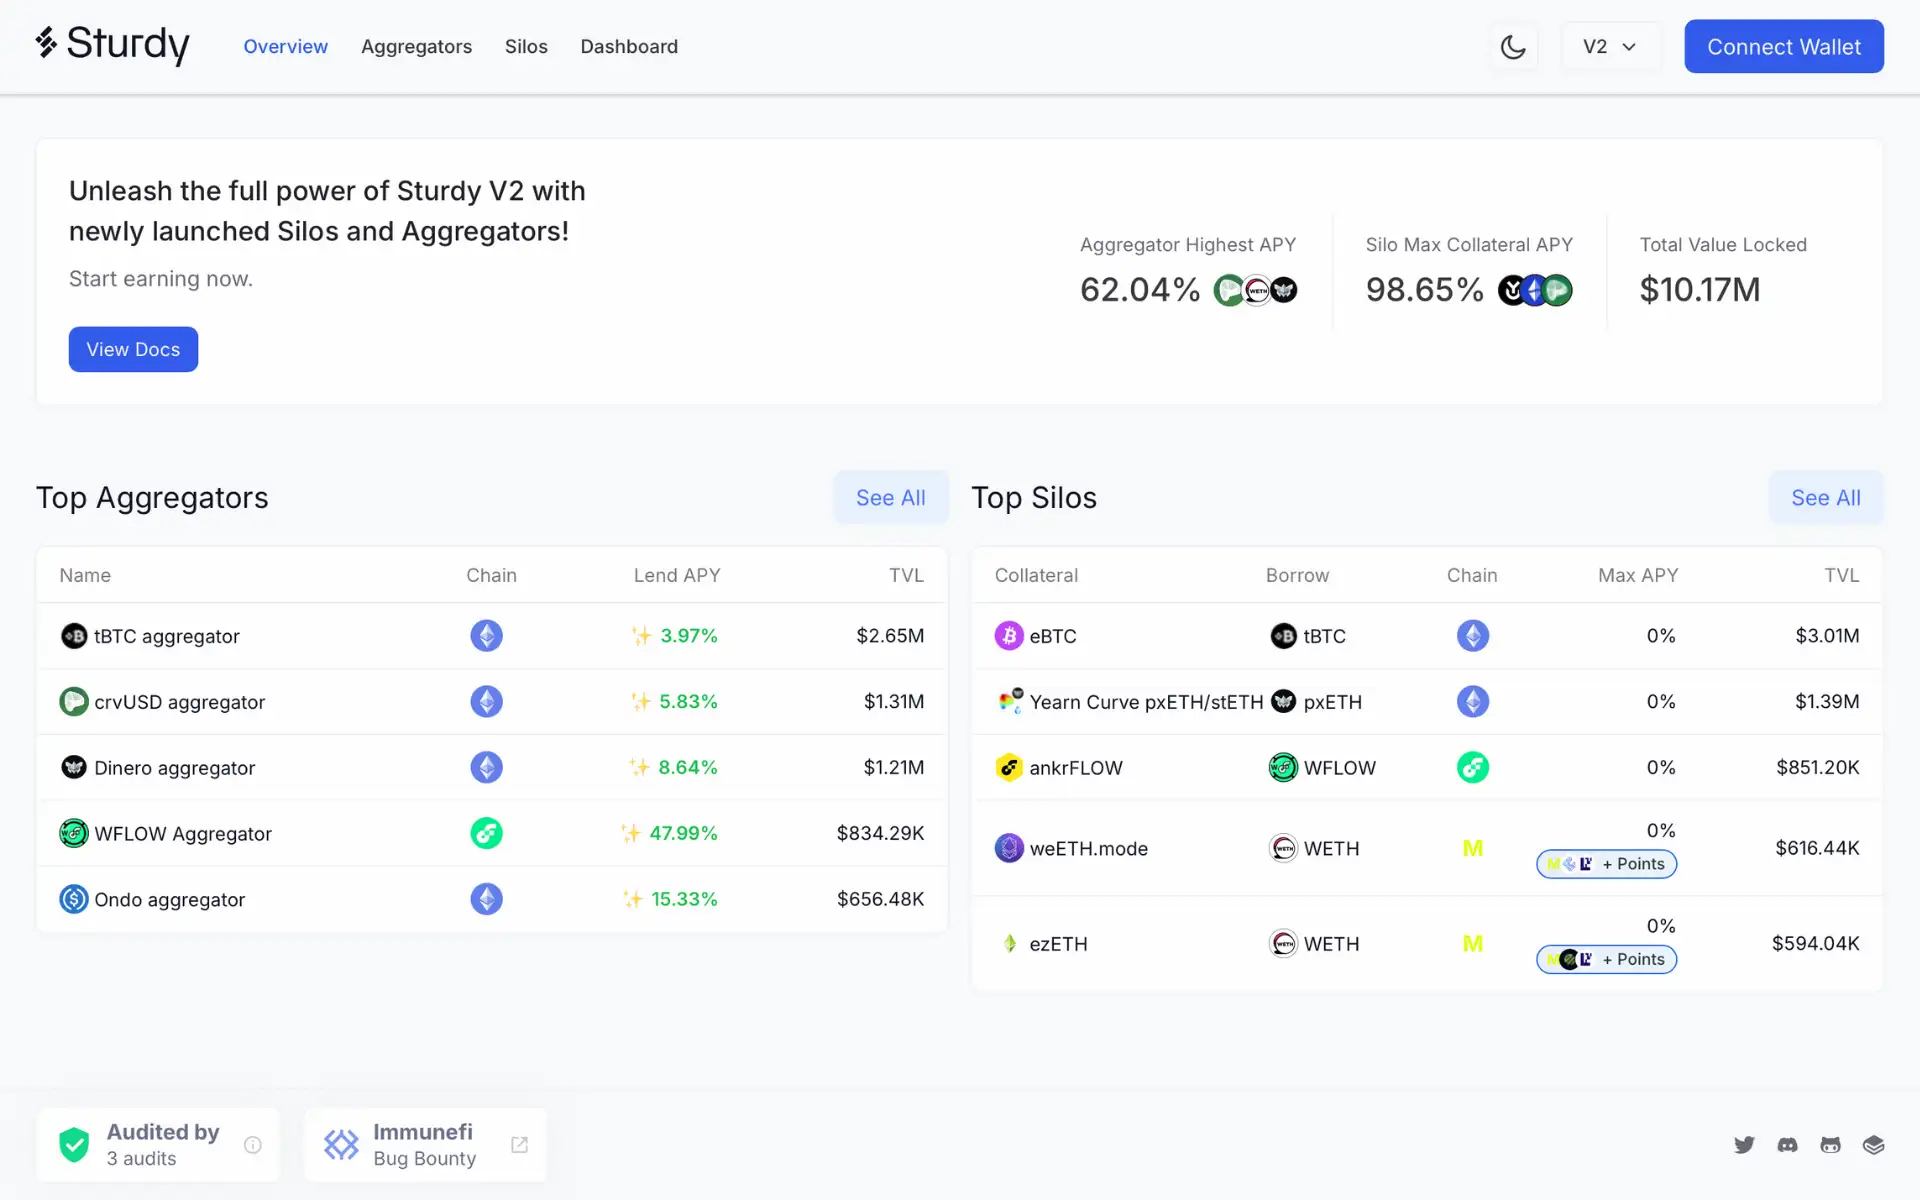 Sturdy
Overview
Aggregators
Silos
Dashboard
V2
Connect Wallet
Unleash the full power of Sturdy V2 with
newly launched Silos and Aggregators!
Start earning now.
View Docs
Aggregator Highest APY
62.04%
Silo Max Collateral APY
98.65%
Total Value Locked
$10.17M
Top Aggregators
See All
Name Chain Lend APY TVL
tBTC aggregator 3.97% $2.65M
crvUSD aggregator 5.83% $1.31M
Dinero aggregator 8.64% $1.21M
WFLOW Aggregator 47.99% $834.29K
Ondo aggregator 15.33% $656.48K
Top Silos
See All
Collateral Borrow Chain Max APY TVL
eBTC tBTC 0% $3.01M
Yearn Curve pxETH/stETH pxETH 0% $1.39M
ankrFLOW WFLOW 0% $851.20K
weETH.mode WETH M 0% $616.44K
+ Points
ezETH WETH M 0% $594.04K
+ Points
Audited by
3 audits
Immunefi
Bug Bounty